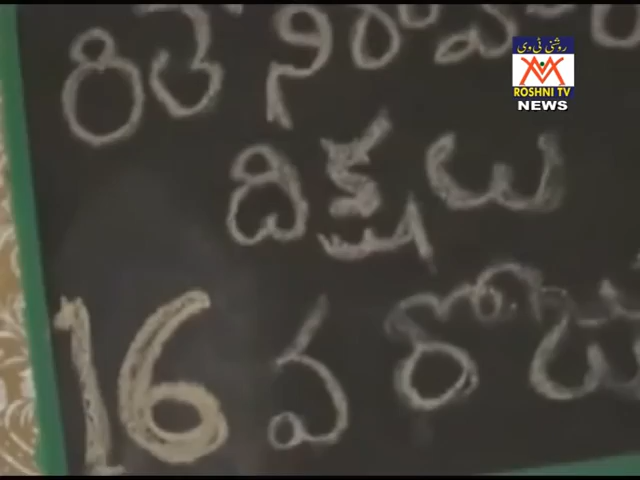 రిలే నిరాహార
దిక్షలు
16 వ రోజు
روشنی ٹی وی
ROSHNI TV
NEWS